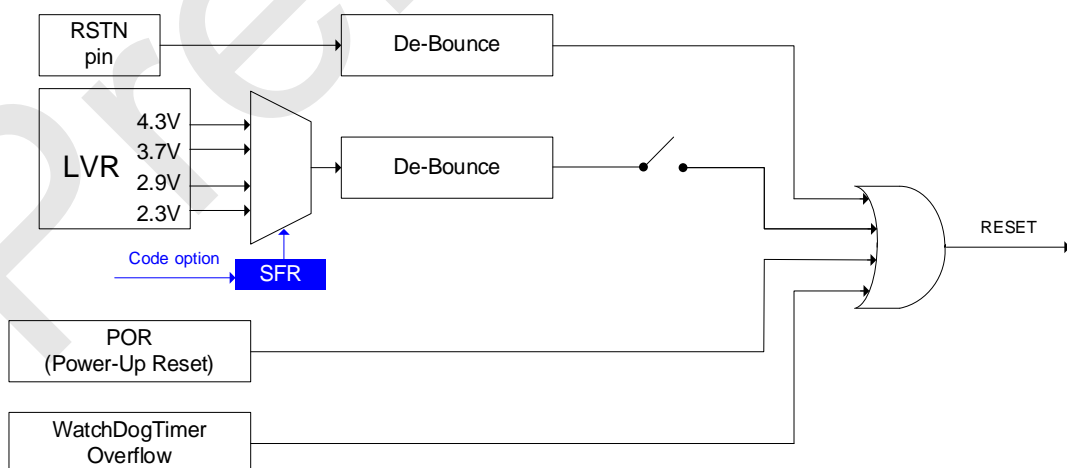 RSTN
pin
De-Bounce
LVR
4.3V
3.7V
2.9V
2.3V
De-Bounce
Code option
SFR
RESET
POR
(Power-Up Reset)
WatchDogTimer
Overflow